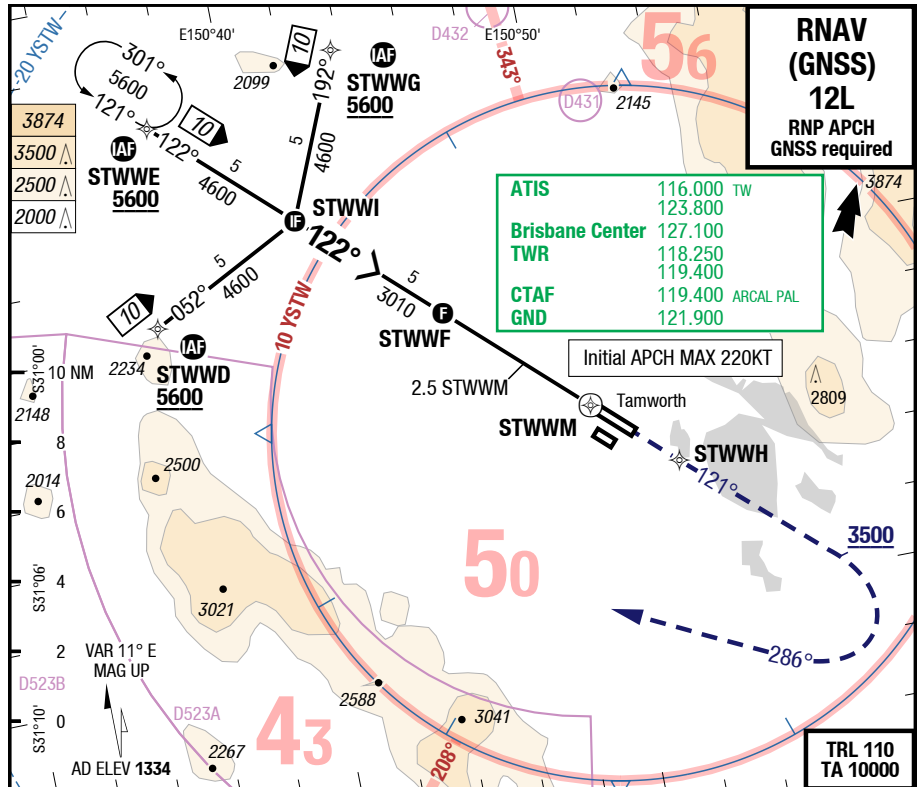 RNAV
(GNSS)
12L
RNP APCH
GNSS required
-20 YSTW-
E150°40'
E150°50'
D432
343°
56
D431
2145
3874
3500
2500
2000
301°
5600
121°
10
IAF
STWWE
5600
122°
5
4600
2099
10
192°
IAF
STWWG
5600
5
4600
IF
STWWI
122°
5
3010
F
STWWF
ATIS 116.000 TW
123.800
Brisbane Center 127.100
TWR 118.250
119.400
CTAF 119.400 ARCAL PAL
GND 121.900
3874
10
052°
5
4600
IAF
STWWD
5600
2234
10 YSTW
Initial APCH MAX 220KT
2.5 STWWM
Tamworth
STWWM
2809
STWWH
121°
3500
286°
S31°00'
10 NM
2148
8
2014
6
S31°06'
4
2
S31°10'
0
2500
3021
50
VAR 11° E
MAG UP
D523B
D523A
2588
3041
43
2267
208°
AD ELEV 1334
TRL 110
TA 10000